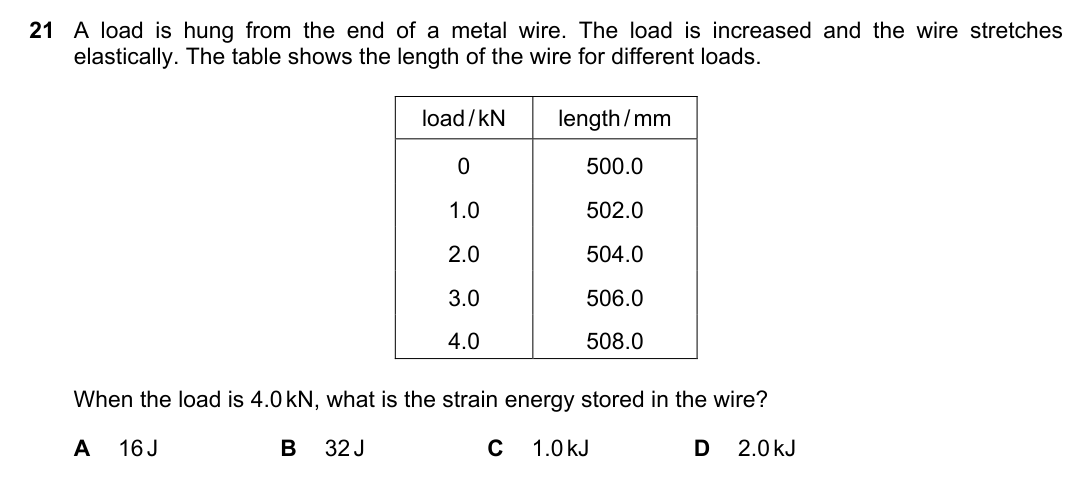 21 A load is hung from the end of a metal wire. The load is increased and the wire stretches
elastically. The table shows the length of the wire for different loads.
load / kN length / mm
0 500.0
1.0 502.0
2.0 504.0
3.0 506.0
4.0 508.0
When the load is 4.0 kN, what is the strain energy stored in the wire?
A 16 J B 32 J C 1.0 kJ D 2.0 kJ